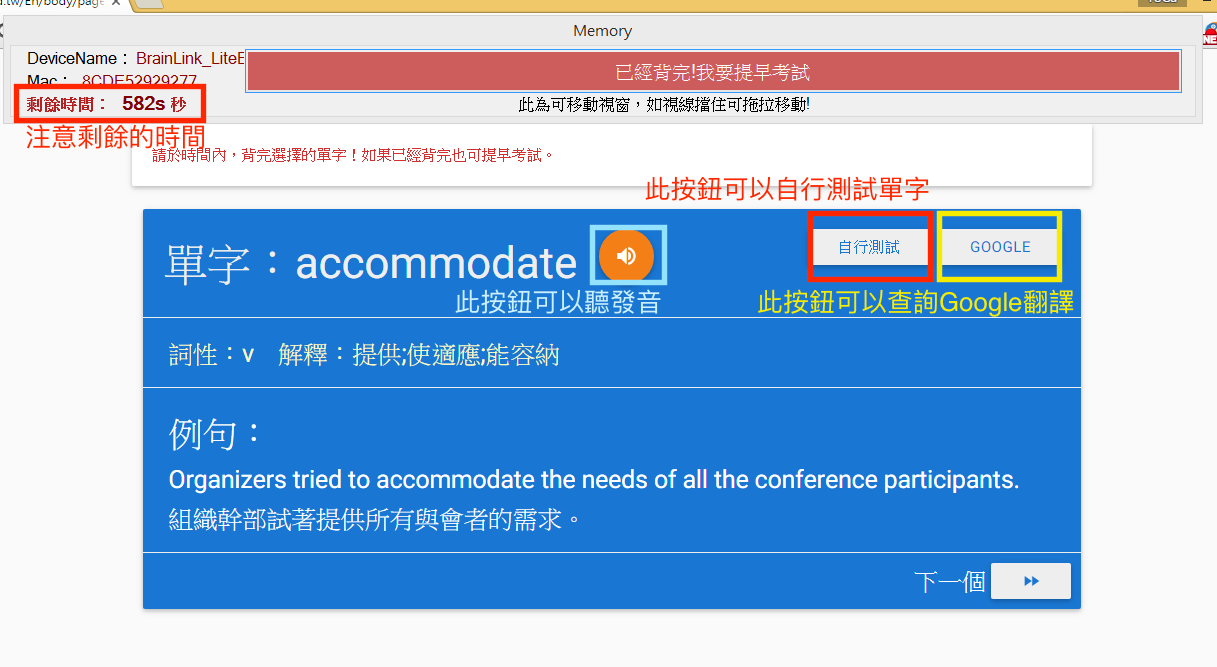 Memory
DeviceName： BrainLink_LiteE
已經背完!我要提早考試
Mac： 8CDE52929277
剩餘時間： 582s 秒
此為可移動視窗，如視線擋住可拖拉移動!
注意剩餘的時間
請於時間內，背完選擇的單字！如果已經背完也可提早考試。
此按鈕可以自行測試單字
單字：accommodate
自行測試
GOOGLE
此按鈕可以聽發音
此按鈕可以查詢Google翻譯
詞性：v 解釋：提供;使適應;能容納
例句：
Organizers tried to accommodate the needs of all the conference participants.
組織幹部試著提供所有與會者的需求。
下一個